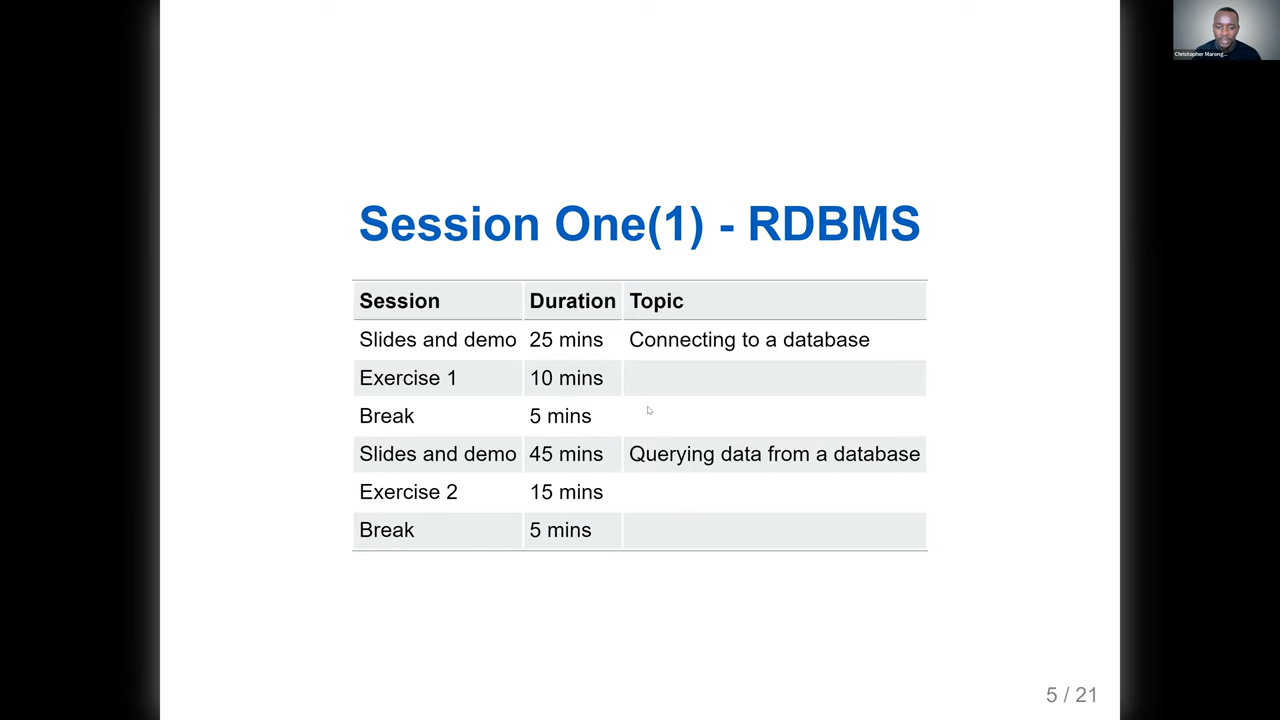 Christopher Marong...
Session One(1) - RDBMS
Session Duration Topic
Slides and demo 25 mins Connecting to a database
Exercise 1 10 mins
Break 5 mins
Slides and demo 45 mins Querying data from a database
Exercise 2 15 mins
Break 5 mins
5 / 21